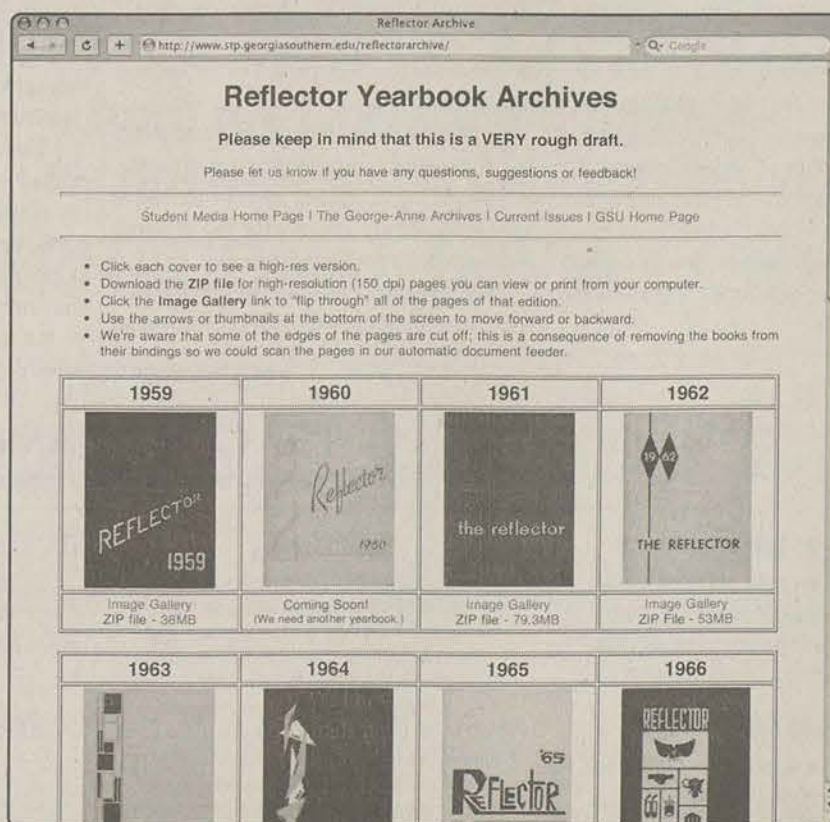 Reflector Archive
http://www.stp.georgiasouthern.edu/reflectorarchive/
Google
Reflector Yearbook Archives
Please keep in mind that this is a VERY rough draft.
Please let us know if you have any questions, suggestions or feedback!
Student Media Home Page | The George-Anne Archives | Current Issues | GSU Home Page
• Click each cover to see a high-res version.
• Download the ZIP file for high-resolution (150 dpi) pages you can view or print from your computer.
• Click the Image Gallery link to "flip through" all of the pages of that edition.
• Use the arrows or thumbnails at the bottom of the screen to move forward or backward.
• We're aware that some of the edges of the pages are cut off; this is a consequence of removing the books from
their bindings so we could scan the pages in our automatic document feeder.
1959 1960 1961 1962
REFLECTOR
1959
Reflector
1960
the reflector
19 62
THE REFLECTOR
Image Gallery
ZIP file - 38MB
Coming Soon!
(We need another yearbook.)
Image Gallery
ZIP file - 79.3MB
Image Gallery
ZIP File - 53MB
1963 1964 1965 1966
'65
REFLECTOR
REFLECTOR